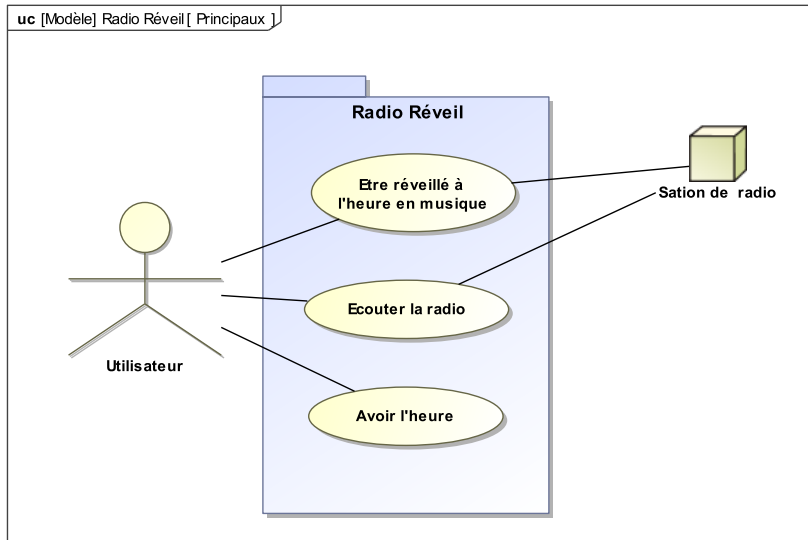 uc [Modèle] Radio Réveil[ Principaux ]
Radio Réveil
Etre réveillé à
l'heure en musique
Sation de radio
Ecouter la radio
Utilisateur
Avoir l'heure